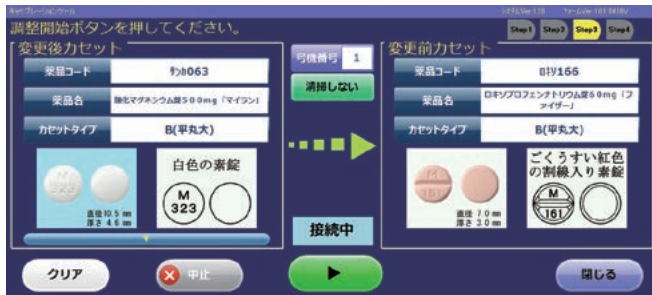 調整開始ボタンを押してください。
Step1 Step2 Step3 Step4
変更後カセット
薬品コード
サンカ063
薬品名
酸化マグネシウム錠500mg「マイラン」
カセットタイプ
B(平丸大)
M
323
直径10.5 mm
厚さ 4.6 mm
白色の素錠
M
323
号機番号 1
清掃しない
接続中
変更前カセット
薬品コード
ロキソ166
薬品名
ロキソプロフェンナトリウム錠60mg「フ
ァイザー」
カセットタイプ
B(平丸大)
M
161
直径 7.0 mm
厚さ 3.0 mm
ごくうすい紅色
の割線入り素錠
M
161
クリア
中止
閉じる